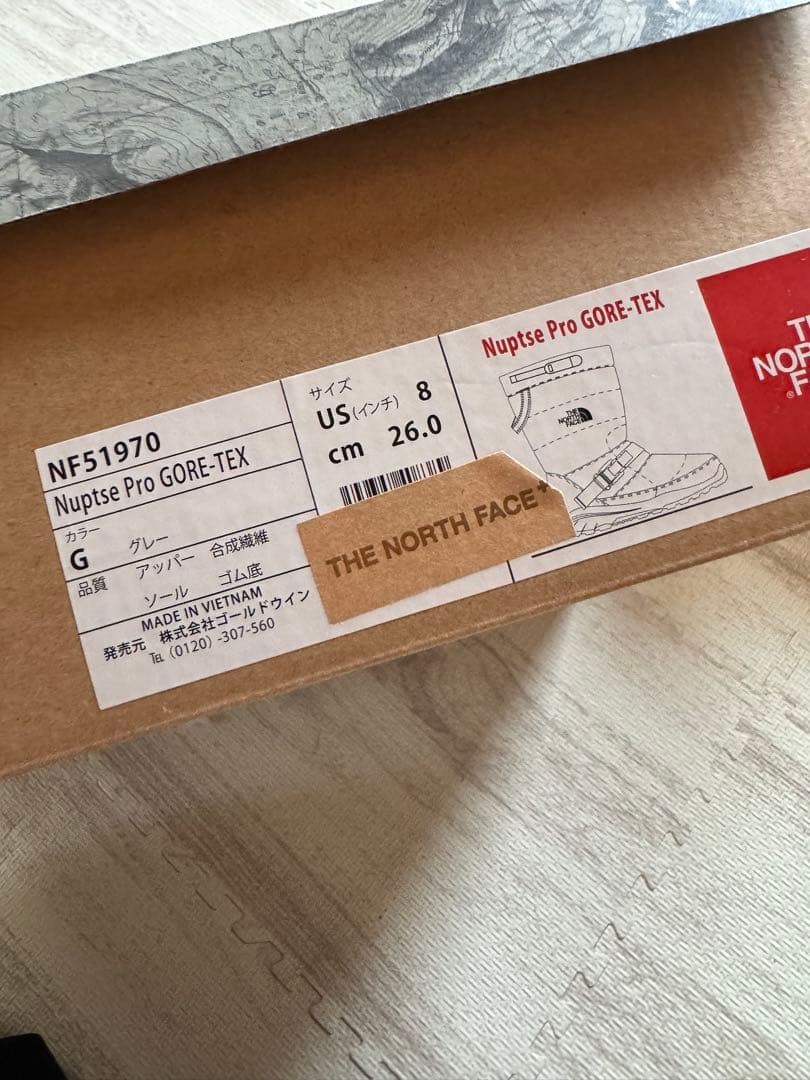 NF51970
Nuptse Pro GORE-TEX
カラー
G グレー
品質 アッパー 合成繊維
ソール ゴム底
MADE IN VIETNAM
発売元 株式会社ゴールドウイン
TEL (0120) -307-560
サイズ
US(インチ) 8
cm 26.0
THE NORTH FACE+
Nuptse Pro GORE-TEX
THE
NORTH
FACE